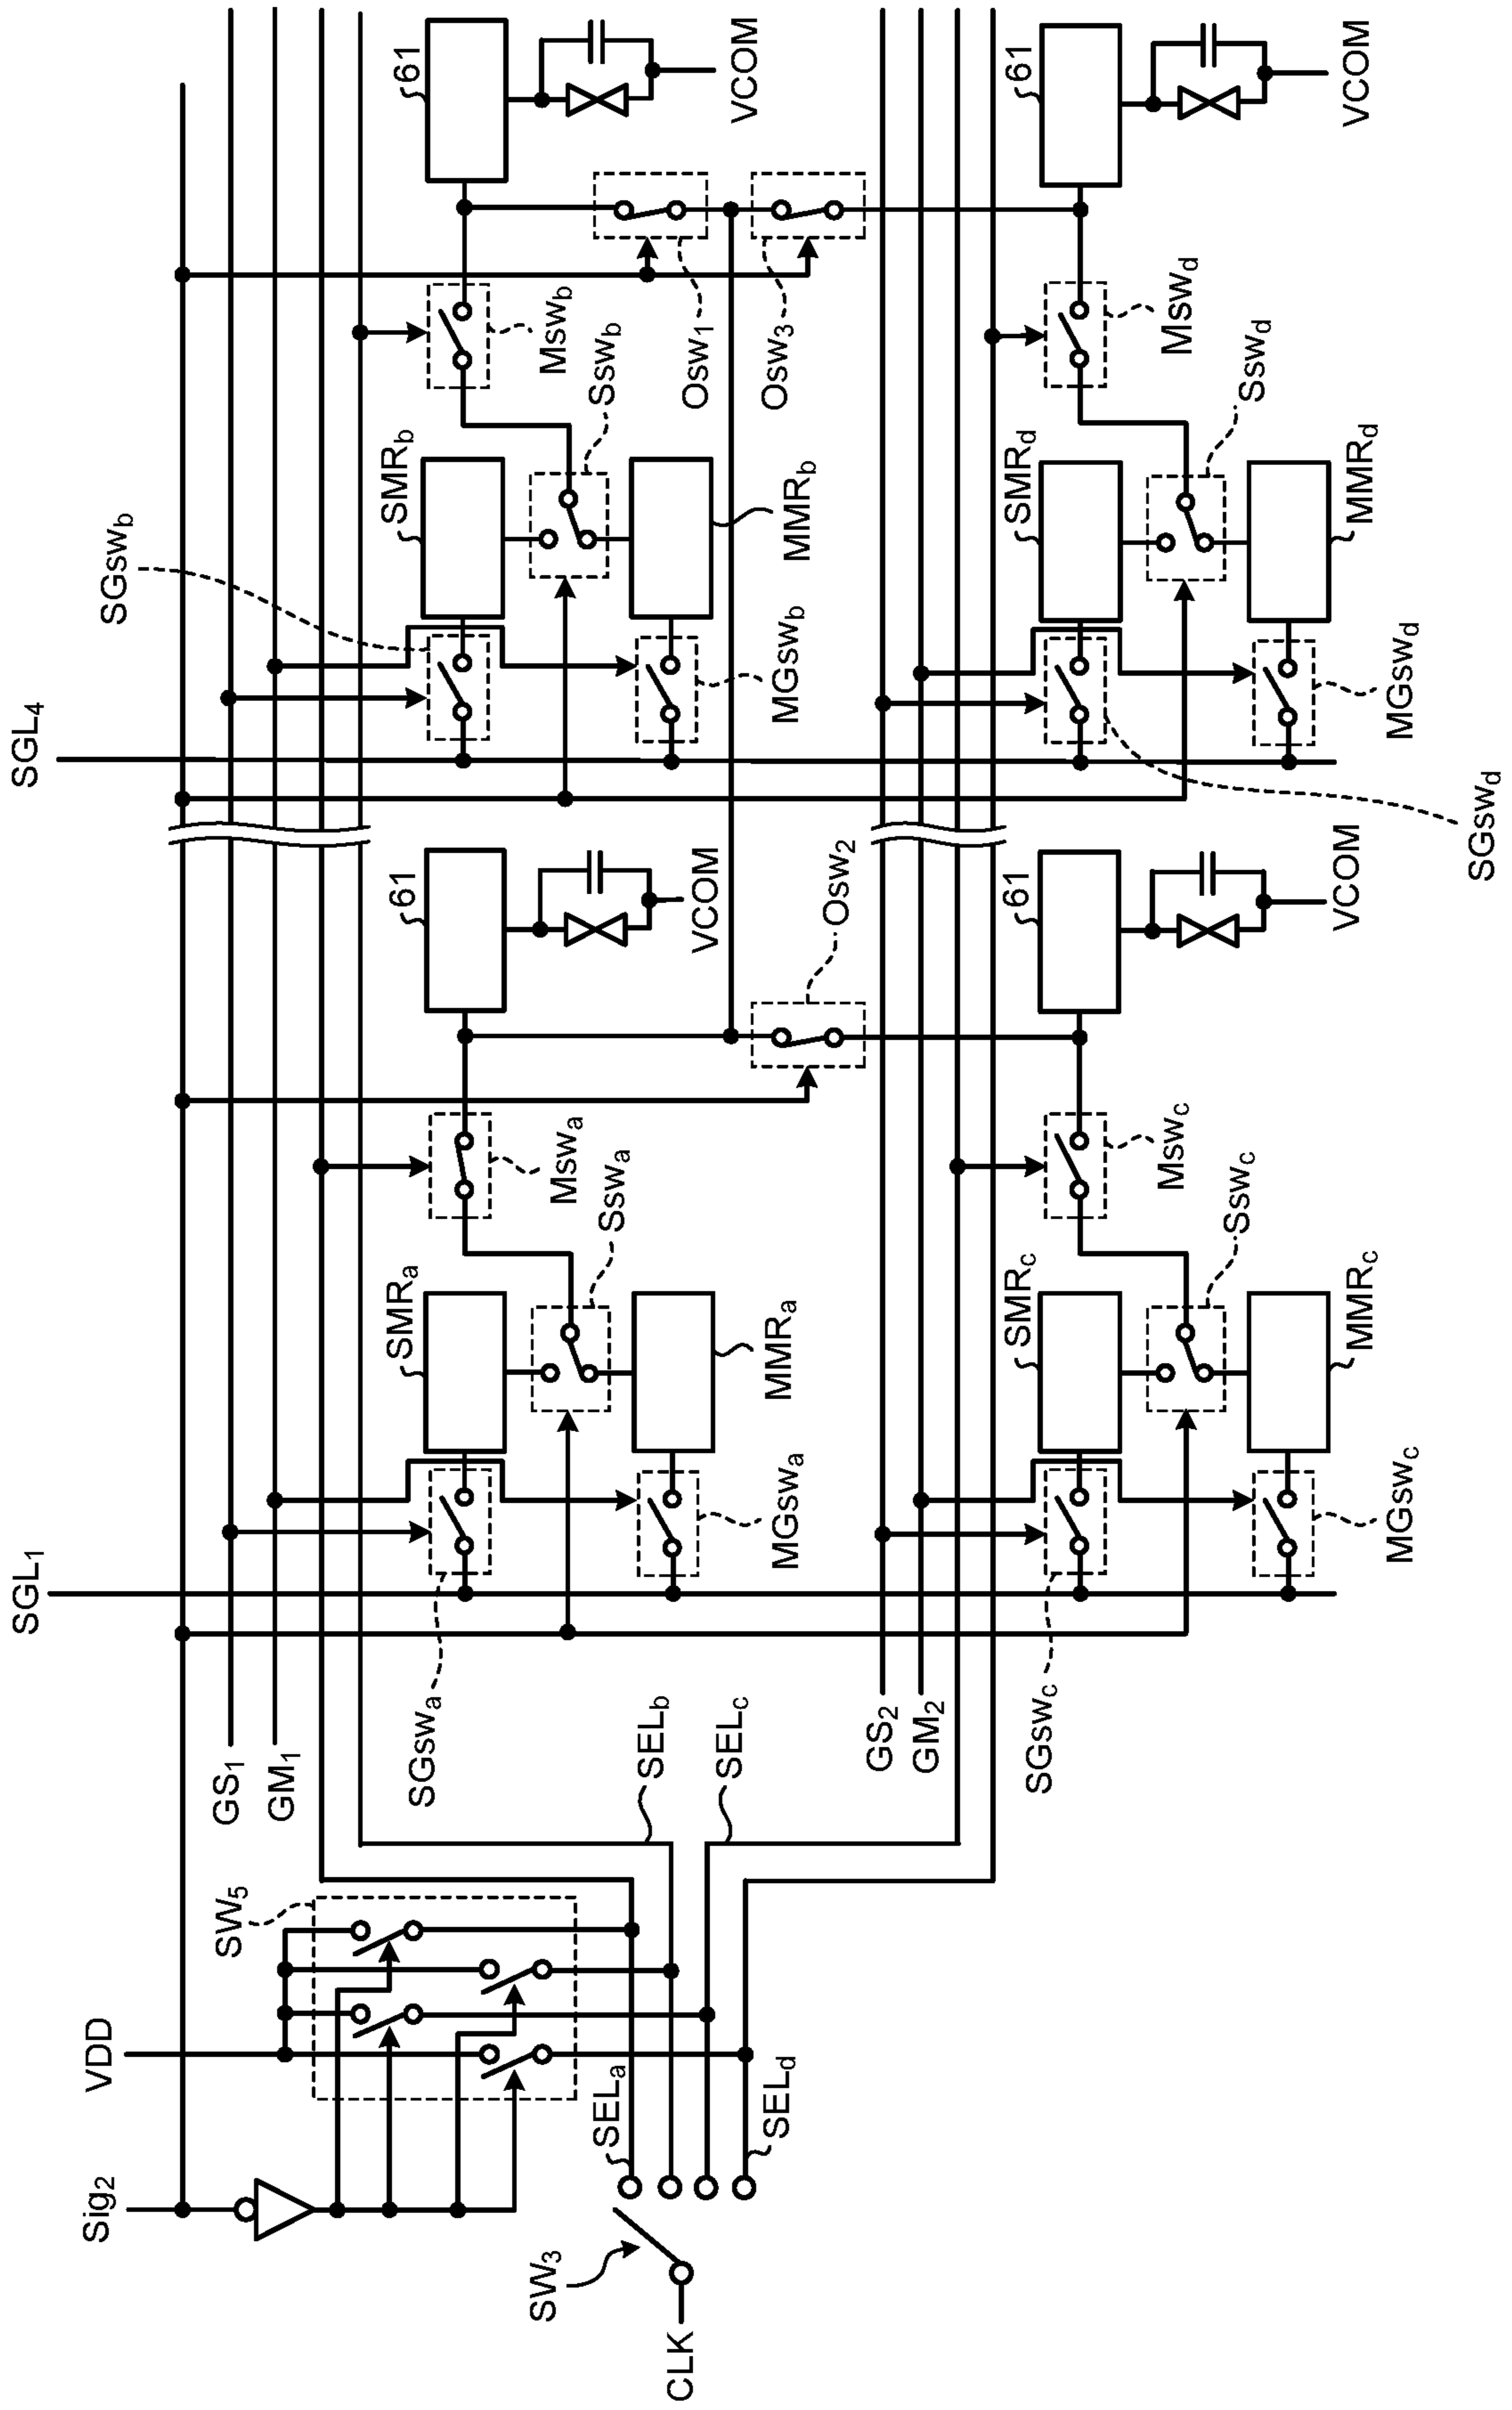 CLK
SW3
Sig2
VDD
SW5
SELa
SELb
SELc
SELd
GS1
GM1
GS2
GM2
SGL1
SGL4
SGswa
SMRa
Sswa
MMRa
MGswa
Mswa
61
VCOM
SGswb
SMRb
Sswb
MMRb
MGswb
Mswb
61
VCOM
Osw1
Osw3
Osw2
SGswc
SMRc
Sswc
MMRc
MGswc
Mswc
61
VCOM
SGswd
SMRd
Sswd
MMRd
MGswd
Mswd
61
VCOM